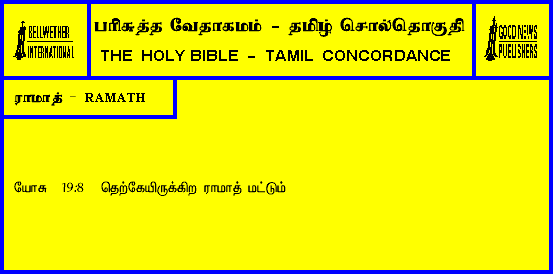 BELLWETHER
INTERNATIONAL
பரிசுத்த வேதாகமம் - தமிழ் சொல்தொகுதி
THE HOLY BIBLE - TAMIL CONCORDANCE
GOOD NEWS
PUBLISHERS
ராமாத் - RAMATH
யோசு 19:8 தெற்கேயிருக்கிற ராமாத் மட்டும்